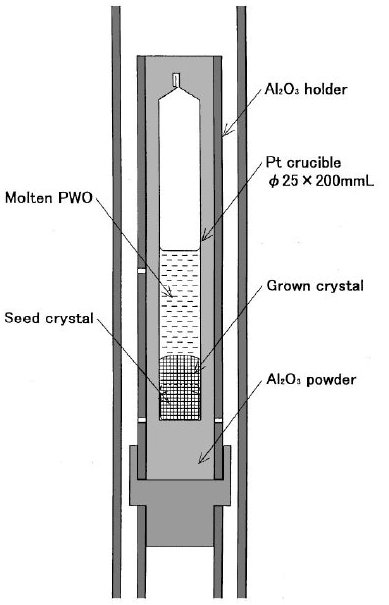 Al₂O₃ holder
Pt crucible
φ25×200mmL
Molten PWO
Grown crystal
Seed crystal
Al₂O₃ powder